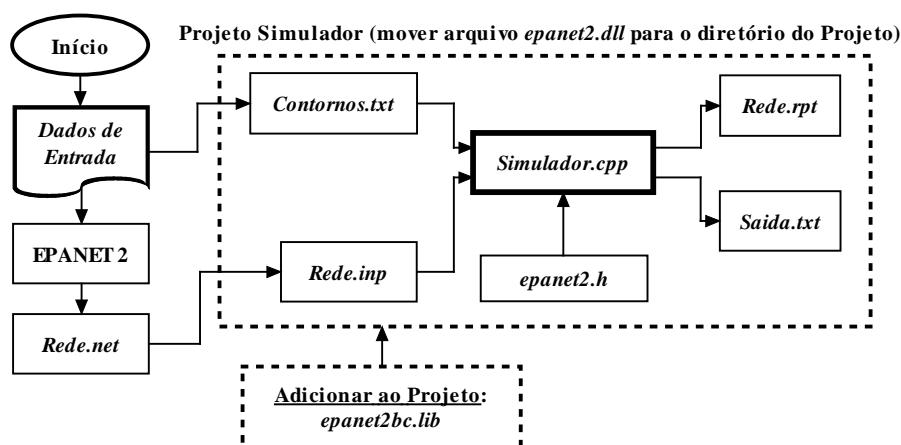 Início
Projeto Simulador (mover arquivo epanet2.dll para o diretório do Projeto)
Contornos.txt
Rede.rpt
Dados de
Entrada
Simulador.cpp
Saida.txt
EPANET 2
Rede.inp
epanet2.h
Rede.net
Adicionar ao Projeto:
epanet2bc.lib